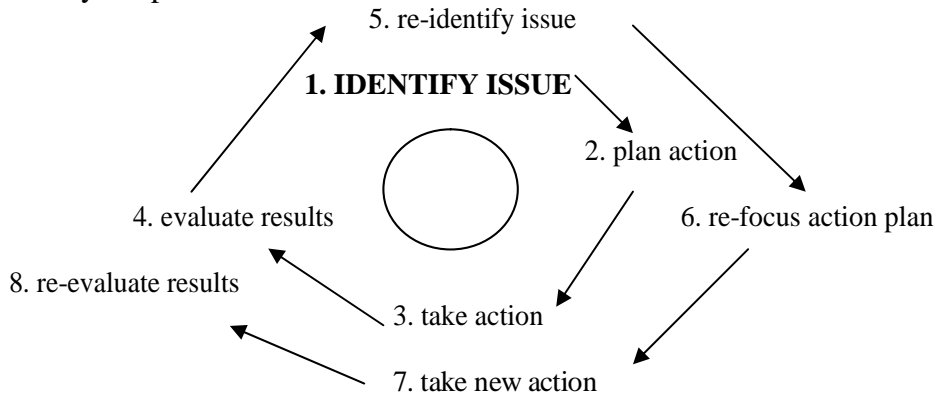 5. re-identify issue
1. IDENTIFY ISSUE
2. plan action
4. evaluate results
6. re-focus action plan
8. re-evaluate results
3. take action
7. take new action